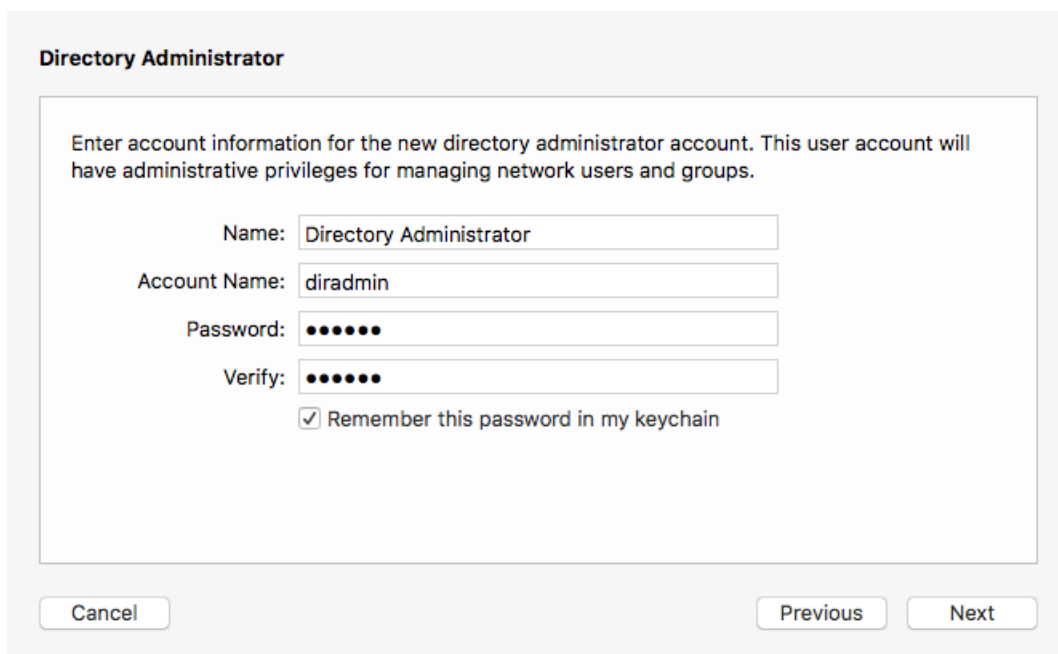 Directory Administrator
Enter account information for the new directory administrator account. This user account will
have administrative privileges for managing network users and groups.
Name: Directory Administrator
Account Name: diradmin
Password: ••••••
Verify: ••••••
Remember this password in my keychain
Cancel Previous Next